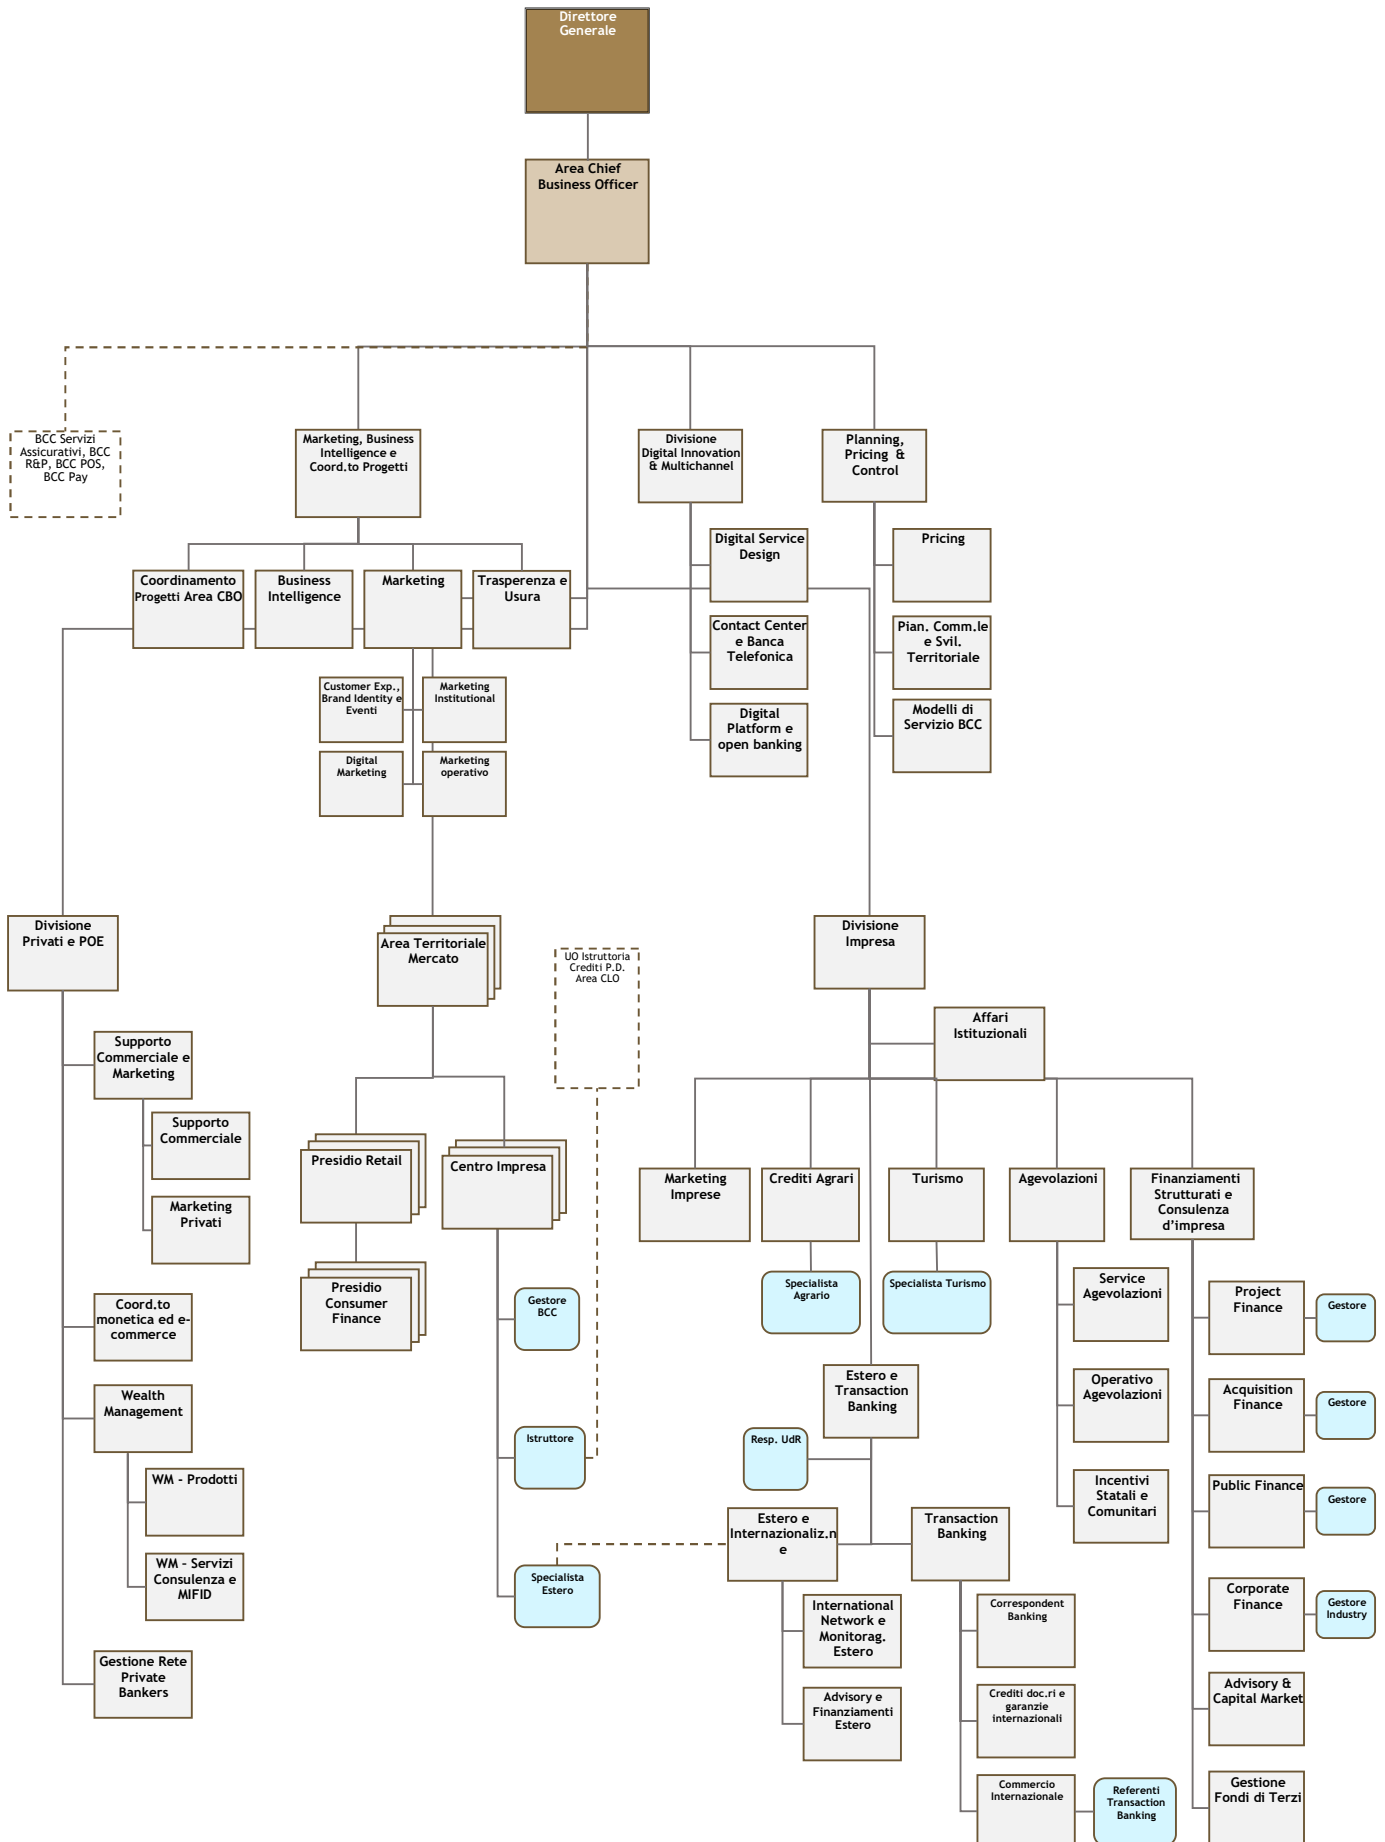 Direttore
Generale
Area Chief
Business Officer
BCC Servizi
Assicurativi, BCC
R&P, BCC POS,
BCC Pay
Marketing, Business
Intelligence e
Coord.to Progetti
Divisione
Digital Innovation
& Multichannel
Planning,
Pricing & 
Control
Digital Service
Design
Pricing
Coordinamento
Progetti Area CBO
Business
Intelligence
Marketing
Trasperenza e
Usura
Contact Center
e Banca
Telefonica
Pian. Comm.le
e Svil.
Territoriale
Customer Exp.,
Brand Identity e
Eventi
Marketing
Institutional
Digital
Platform e
open banking
Modelli di
Servizio BCC
Digital
Marketing
Marketing
operativo
Divisione
Privati e POE
Area Territoriale
Mercato
UO Istruttoria
Crediti P.D.
Area CLO
Divisione
Impresa
Affari
Istituzionali
Supporto
Commerciale e
Marketing
Supporto
Commerciale
Marketing
Privati
Presidio Retail
Centro Impresa
Marketing
Imprese
Crediti Agrari
Turismo
Agevolazioni
Finanziamenti
Strutturati e
Consulenza
d’impresa
Coord.to
monetica ed e-
commerce
Presidio
Consumer
Finance
Gestore
BCC
Specialista
Agrario
Specialista Turismo
Service
Agevolazioni
Project
Finance
Gestore
Wealth
Management
Estero e
Transaction
Banking
Operativo
Agevolazioni
Acquisition
Finance
Gestore
Istruttore
Resp. UdR
WM - Prodotti
Incentivi
Statali e
Comunitari
Public Finance
Gestore
Estero e
Internazionaliz.n
e
Transaction
Banking
WM - Servizi
Consulenza e
MIFID
Specialista
Estero
International
Network e
Monitorag.
Estero
Correspondent
Banking
Corporate
Finance
Gestore
Industry
Gestione Rete
Private
Bankers
Advisory e
Finanziamenti
Estero
Crediti doc.ri e
garanzie
internazionali
Advisory &
Capital Market
Commercio
Internazionale
Referenti
Transaction
Banking
Gestione
Fondi di Terzi